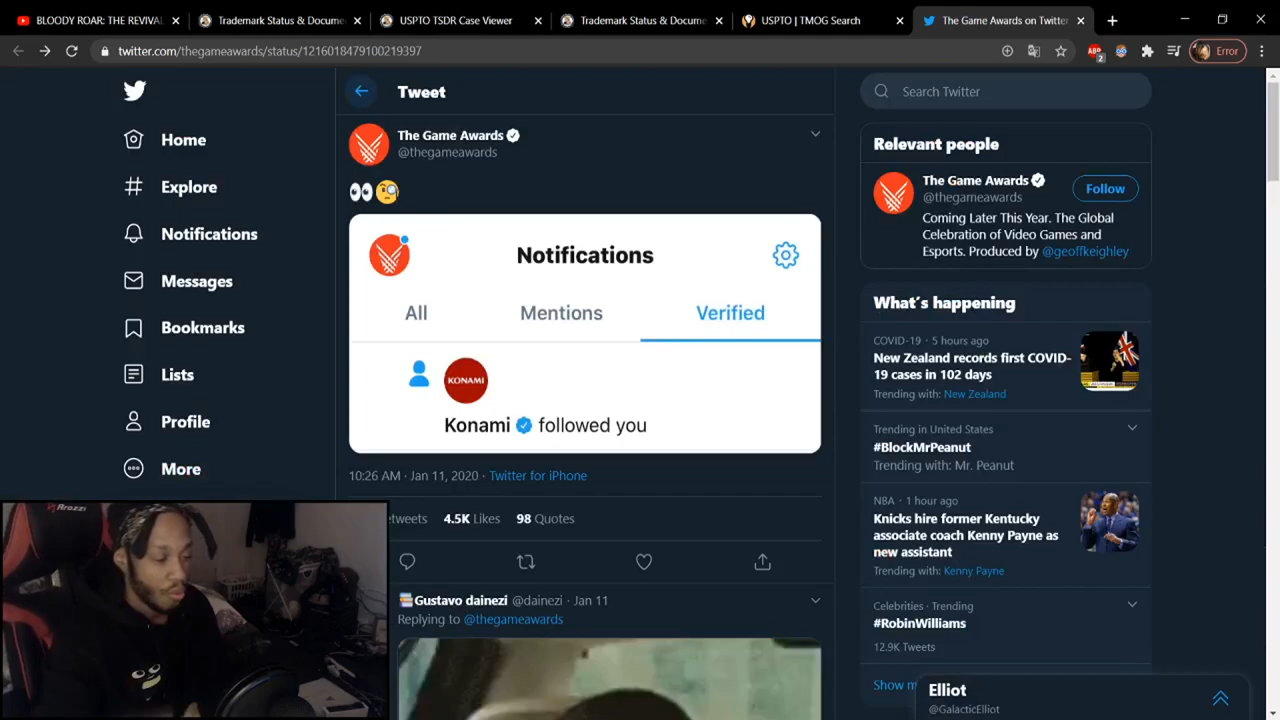 BLOODY ROAR: THE REVIVAL
Trademark Status & Docume
USPTO TSDR Case Viewer
Trademark Status & Docume
USPTO | TMOG Search
The Game Awards on Twitter
twitter.com/thegameawards/status/1216018479100219397
ABP
2
Error
Home
Explore
Notifications
Messages
Bookmarks
Lists
Profile
More
Tweet
The Game Awards
@thegameawards
👀🧐
Notifications
All
Mentions
Verified
KONAMI
Konami followed you
10:26 AM · Jan 11, 2020 · Twitter for iPhone
etweets 4.5K Likes 98 Quotes
Gustavo dainezi @dainezi · Jan 11
Replying to @thegameawards
Search Twitter
Relevant people
The Game Awards
@thegameawards
Follow
Coming Later This Year. The Global
Celebration of Video Games and
Esports. Produced by @geoffkeighley
What's happening
COVID-19 · 5 hours ago
New Zealand records first COVID-
19 cases in 102 days
Trending with: New Zealand
Trending in United States
#BlockMrPeanut
Trending with: Mr. Peanut
NBA · 1 hour ago
Knicks hire former Kentucky
associate coach Kenny Payne as
new assistant
Trending with: Kenny Payne
Celebrities · Trending
#RobinWilliams
12.9K Tweets
Show m
Elliot
@GalacticElliot
Arozzi